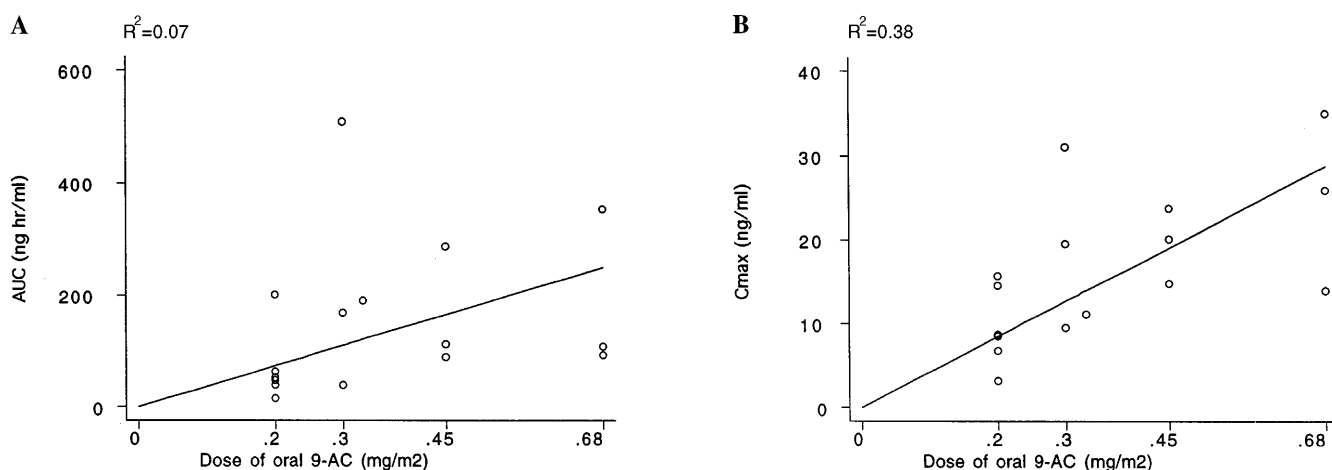 A
R²=0.07
600
400
200
0
AUC (ng hr/ml)
0 .2 .3 .45 .68
Dose of oral 9-AC (mg/m2)
B
R²=0.38
40
30
20
10
0
Cmax (ng/ml)
0 .2 .3 .45 .68
Dose of oral 9-AC (mg/m2)